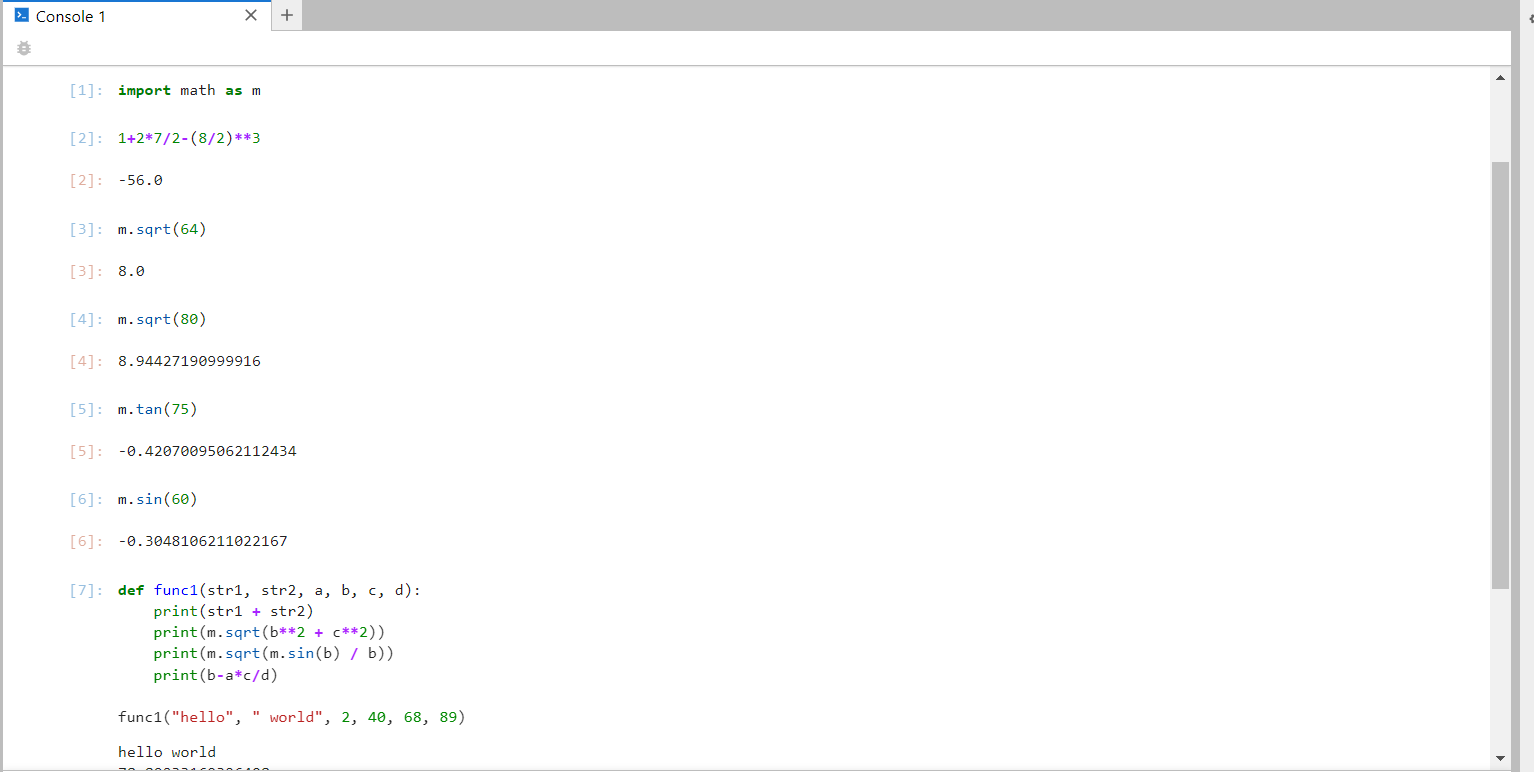 Console 1
[1]: import math as m
[2]: 1+2*7/2-(8/2)**3
[2]: -56.0
[3]: m.sqrt(64)
[3]: 8.0
[4]: m.sqrt(80)
[4]: 8.94427190999916
[5]: m.tan(75)
[5]: -0.42070095062112434
[6]: m.sin(60)
[6]: -0.3048106211022167
[7]: def func1(str1, str2, a, b, c, d):
    print(str1 + str2)
    print(m.sqrt(b**2 + c**2))
    print(m.sqrt(m.sin(b) / b))
    print(b-a*c/d)
func1("hello", " world", 2, 40, 68, 89)
hello world